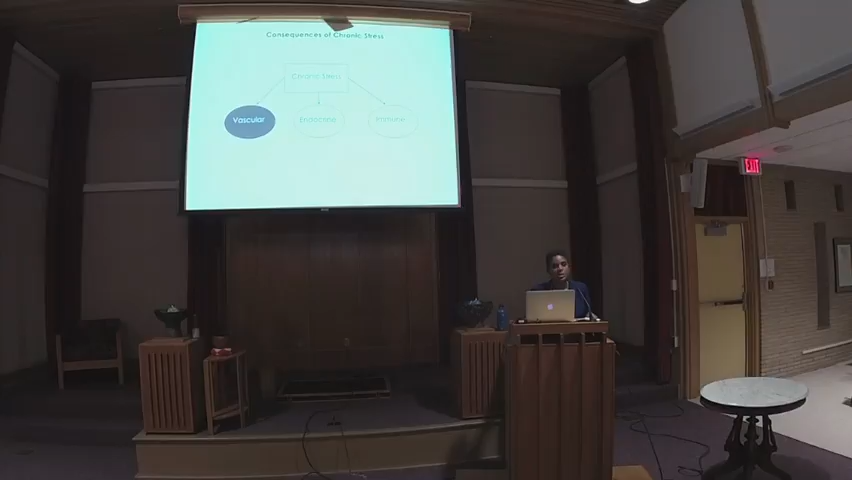 Consequences of Chronic Stress
Chronic Stress
Vascular
Endocrine
Immune
EXIT